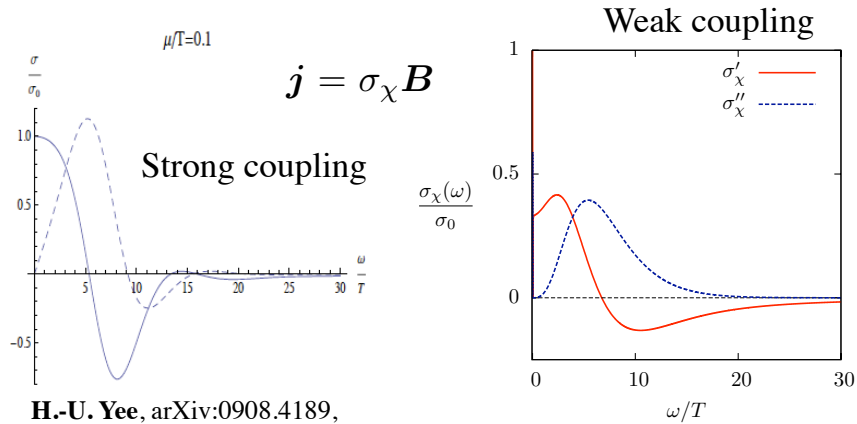 μ/T=0.1
σ
σ₀
j = σχB
Strong coupling
1.0
0.5
−0.5
5
10
15
20
25
30
ω
T
H.-U. Yee, arXiv:0908.4189,
Weak coupling
σ′χ
σ″χ
σχ(ω)
σ₀
1
0.5
0
0
10
20
30
ω/T